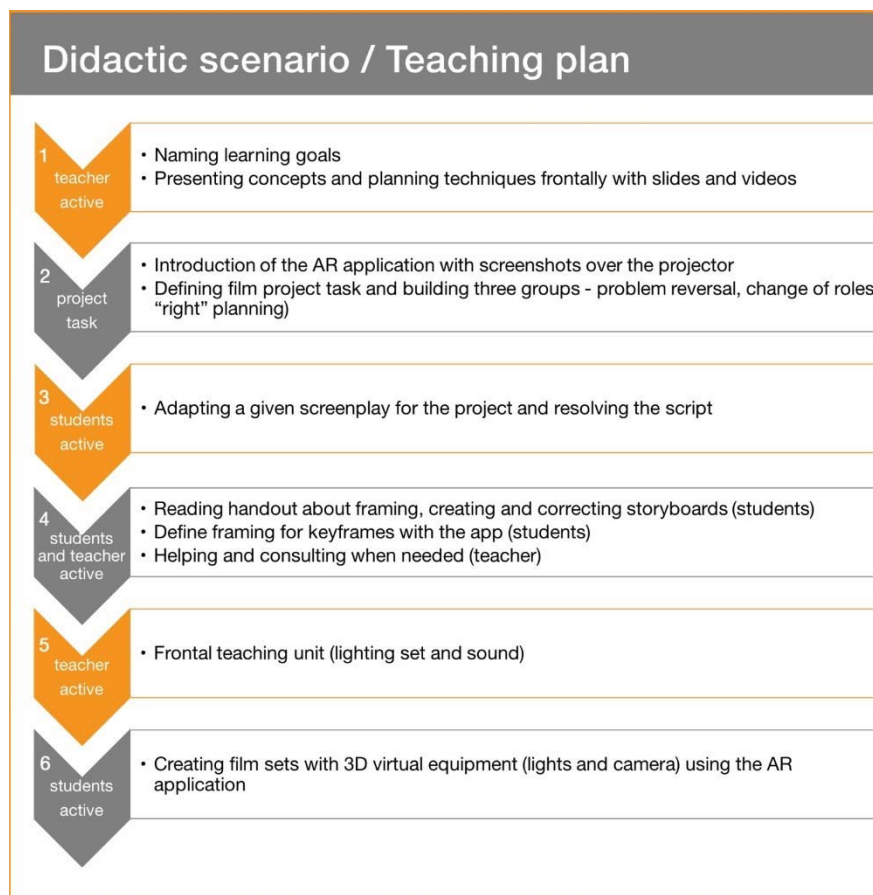 Didactic scenario / Teaching plan
1
teacher
active
• Naming learning goals
• Presenting concepts and planning techniques frontally with slides and videos
2
project
task
• Introduction of the AR application with screenshots over the projector
• Defining film project task and building three groups - problem reversal, change of roles
“right” planning)
3
students
active
• Adapting a given screenplay for the project and resolving the script
4
students
and teacher
active
• Reading handout about framing, creating and correcting storyboards (students)
• Define framing for keyframes with the app (students)
• Helping and consulting when needed (teacher)
5
teacher
active
• Frontal teaching unit (lighting set and sound)
6
students
active
• Creating film sets with 3D virtual equipment (lights and camera) using the AR
application